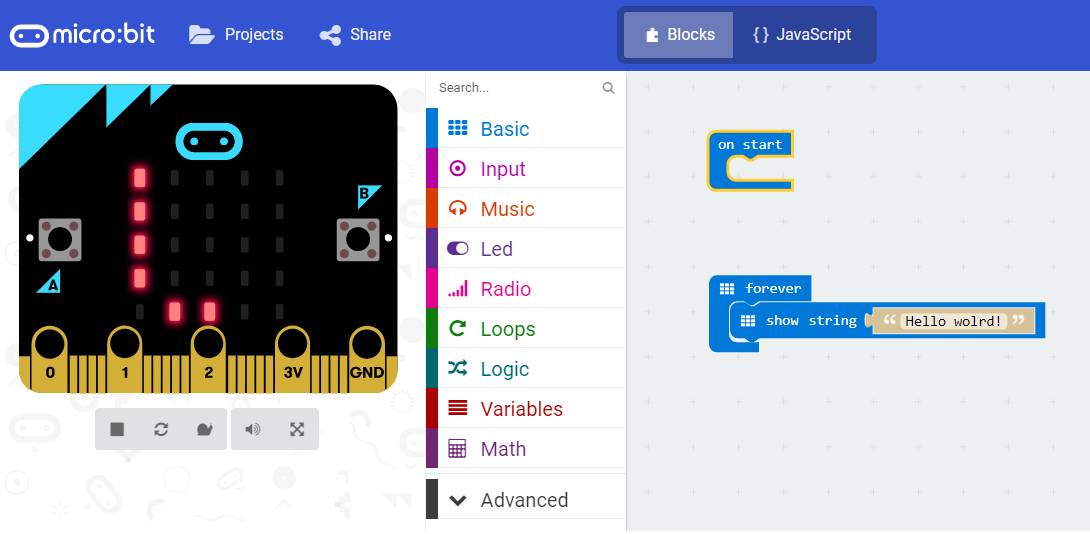 micro:bit
Projects
Share
Blocks
{ } JavaScript
Search...
B
A
0 1 2 3V GND
Basic
Input
Music
Led
Radio
Loops
Logic
Variables
Math
Advanced
on start
forever
show string “ Hello wolrd! ”